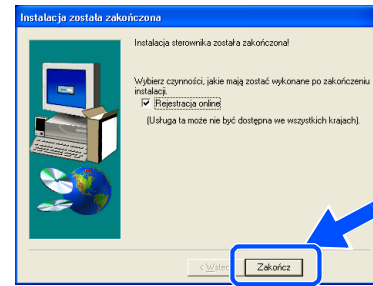 Instalacja została zakończona
Instalacja sterownika została zakończona!
Wybierz czynności, jakie mają zostać wykonane po zakończeniu
instalacji.
Rejestracja online
(Usługa ta może nie być dostępna we wszystkich krajach).
< Wstecz
Zakończ